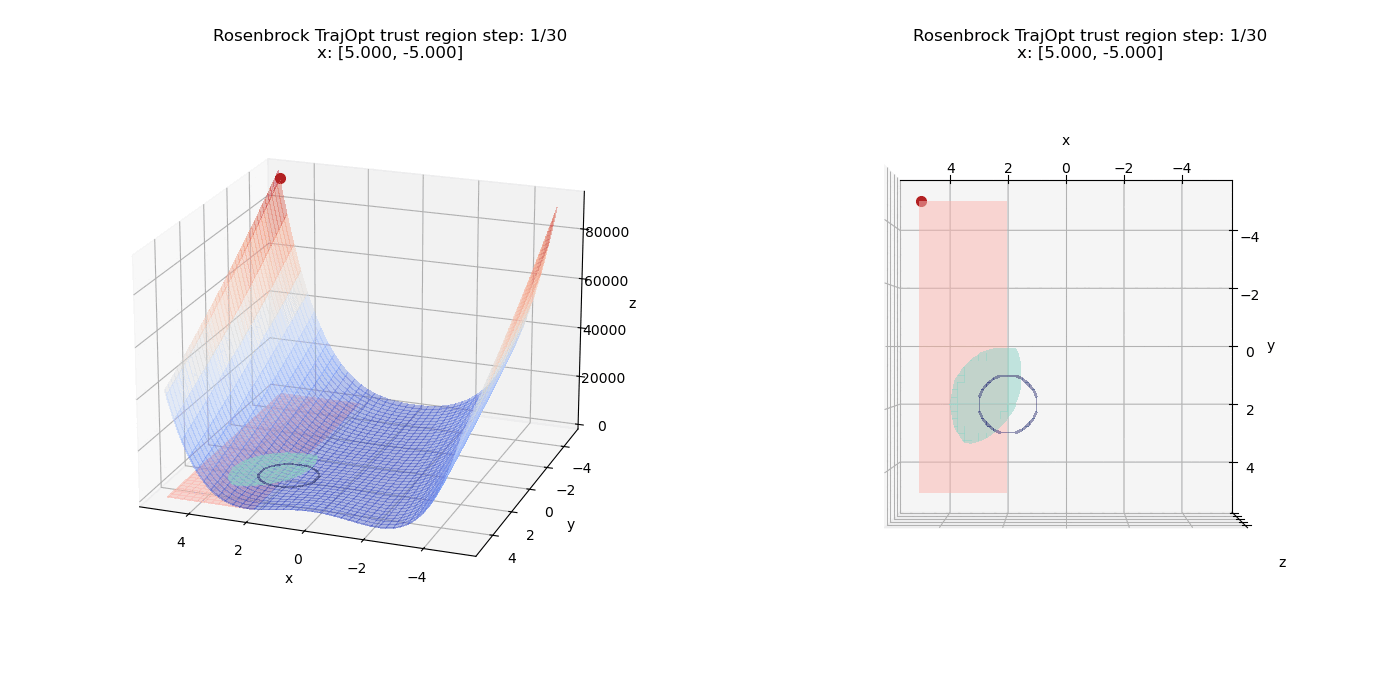 Rosenbrock TrajOpt trust region step: 1/30
x: [5.000, -5.000]
80000
60000
z
40000
20000
0
−4
−2
0
y
2
4
4
2
0
−2
−4
x
Rosenbrock TrajOpt trust region step: 1/30
x: [5.000, -5.000]
x
4 2 0 −2 −4
−4
−2
0
y
2
4
z